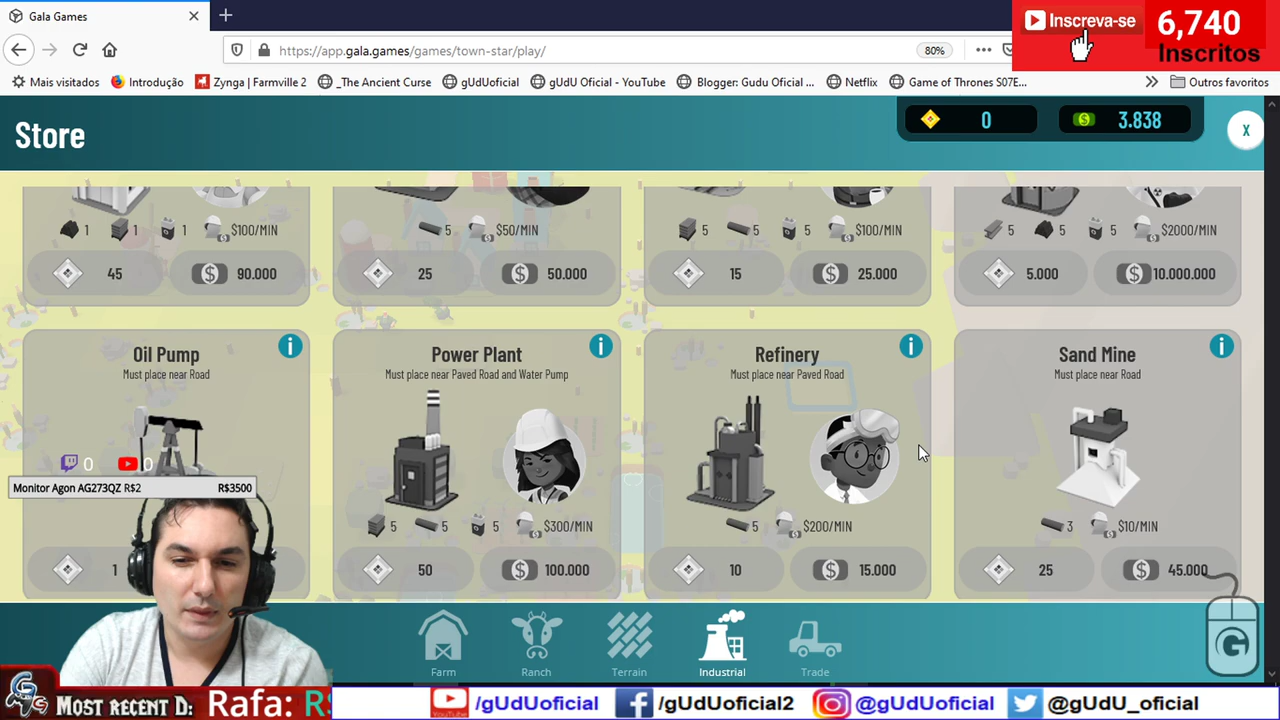 Gala Games
Inscreva-se
6,740
Inscritos
https://app.gala.games/games/town-star/play/
80%
Mais visitados
Introdução
Zynga | Farmville 2
_The Ancient Curse
gUdUoficial
gUdU Oficial - YouTube
Blogger: Gudu Oficial ...
Netflix
Game of Thrones S07E...
Outros favoritos
Store
0
3.838
X
1 1 1 $100/MIN
45 90.000
5 $50/MIN
25 50.000
5 5 5 $100/MIN
15 25.000
5 5 5 $2000/MIN
5.000 10.000.000
Oil Pump
Must place near Road
1
Power Plant
Must place near Paved Road and Water Pump
5 5 5 $300/MIN
50 100.000
Refinery
Must place near Paved Road
5 $200/MIN
10 15.000
Sand Mine
Must place near Road
3 $10/MIN
25 45.000
0 0
Monitor Agon AG273QZ R$2 R$3500
Farm
Ranch
Terrain
Industrial
Trade
G
Most recent D: Rafa: R$
YouTube
/gUdUoficial
/gUdUoficial2
@gUdUoficial
@gUdU_oficial